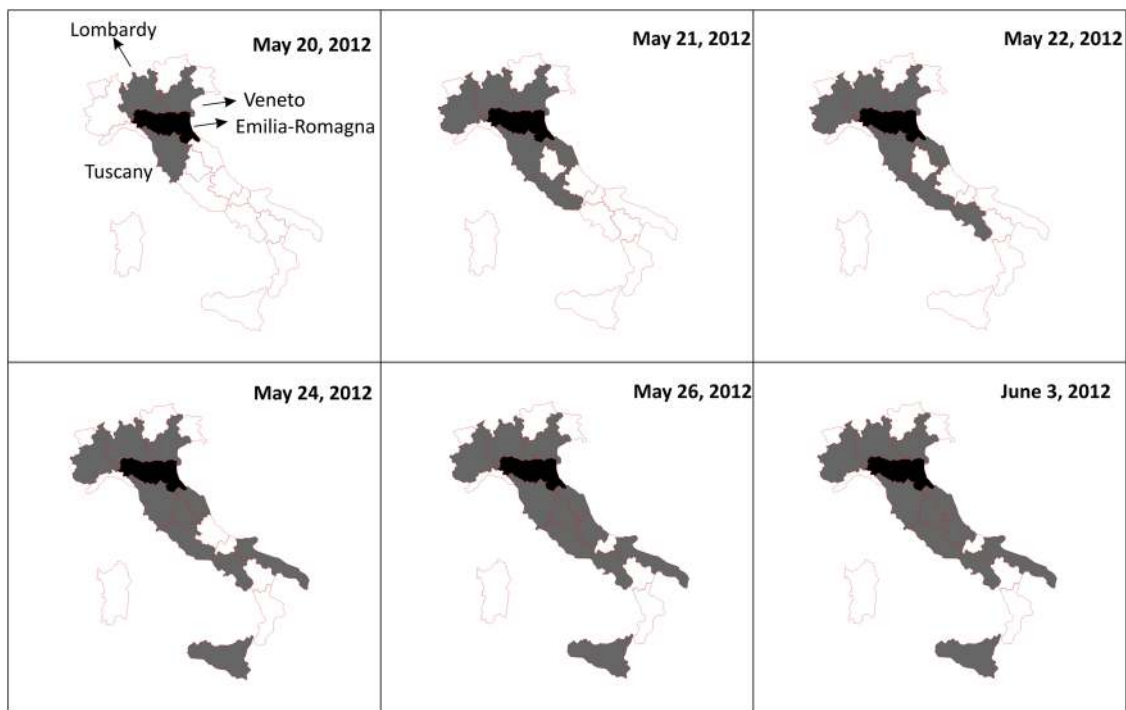 Lombardy
May 20, 2012
Veneto
Emilia-Romagna
Tuscany
May 21, 2012
May 22, 2012
May 24, 2012
May 26, 2012
June 3, 2012